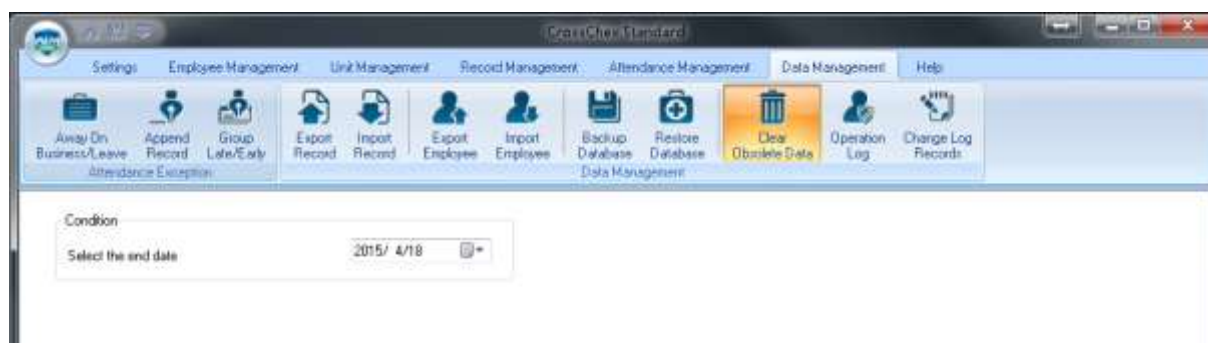 CrossChex Standard
Settings Employee Management Unit Management Record Management Attendance Management Data Management Help
Away On Business/Leave
Append Record
Group Late/Early
Export Record
Import Record
Export Employee
Import Employee
Backup Database
Restore Database
Clear Obsolete Data
Operation Log
Change Log Records
Attendance Exception
Data Management
Condition
Select the end date 2015/ 4/18